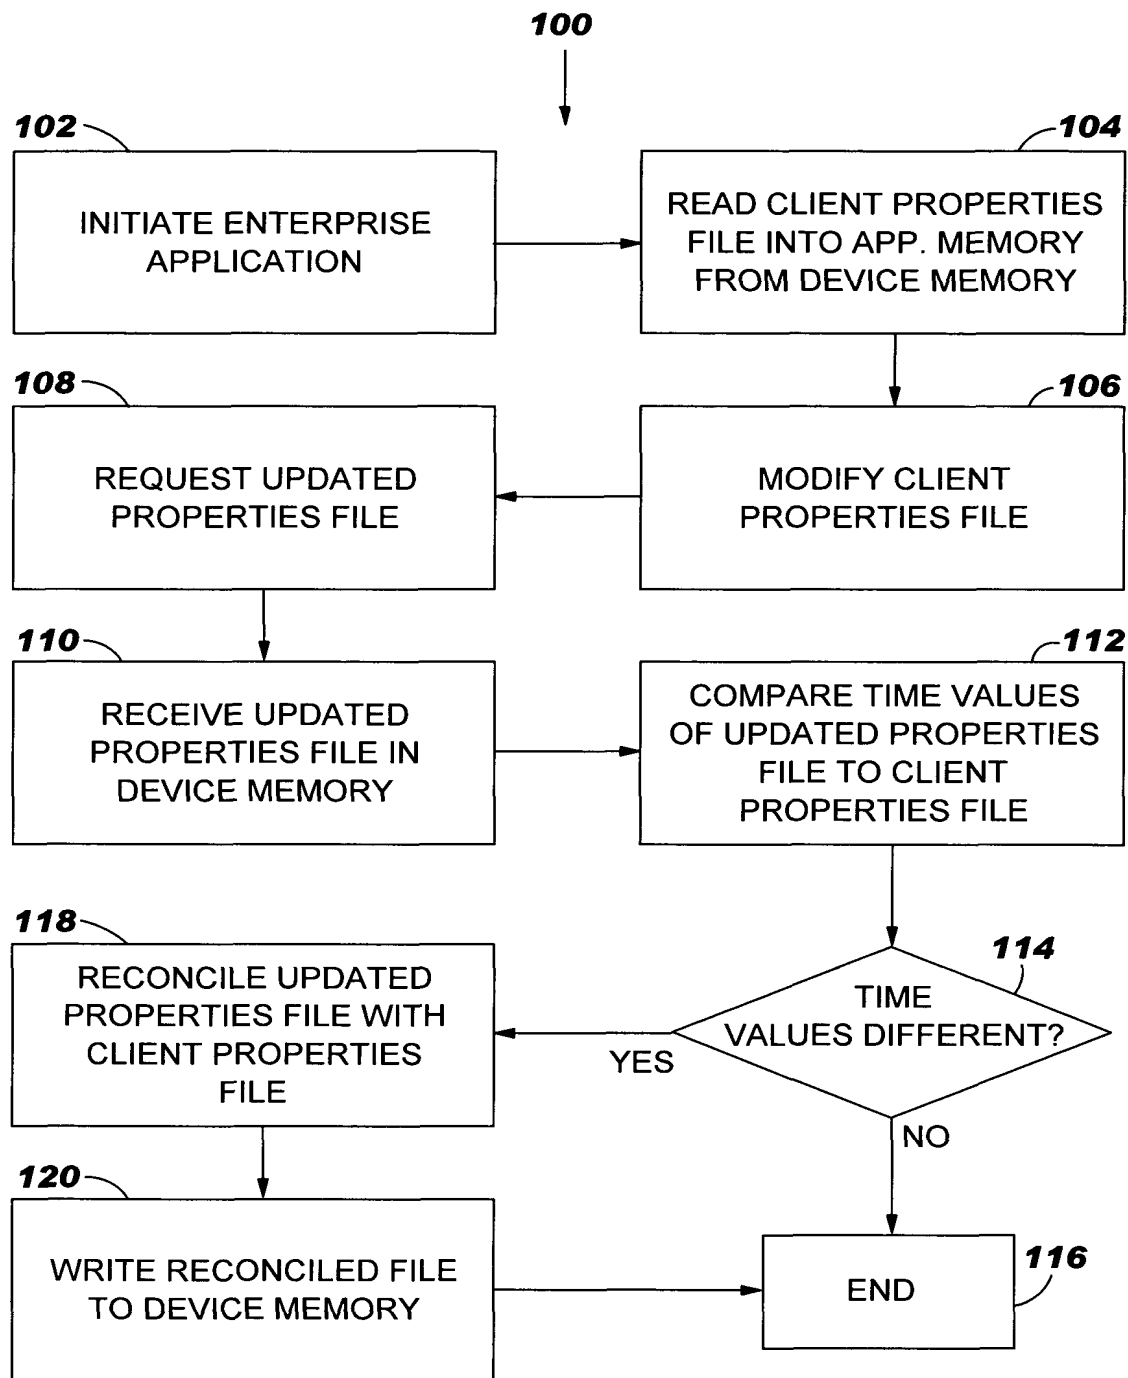 100
102
INITIATE ENTERPRISE
APPLICATION
104
READ CLIENT PROPERTIES
FILE INTO APP. MEMORY
FROM DEVICE MEMORY
108
REQUEST UPDATED
PROPERTIES FILE
106
MODIFY CLIENT
PROPERTIES FILE
110
RECEIVE UPDATED
PROPERTIES FILE IN
DEVICE MEMORY
112
COMPARE TIME VALUES
OF UPDATED PROPERTIES
FILE TO CLIENT
PROPERTIES FILE
118
RECONCILE UPDATED
PROPERTIES FILE WITH
CLIENT PROPERTIES
FILE
114
TIME
VALUES DIFFERENT?
YES
NO
120
WRITE RECONCILED FILE
TO DEVICE MEMORY
116
END